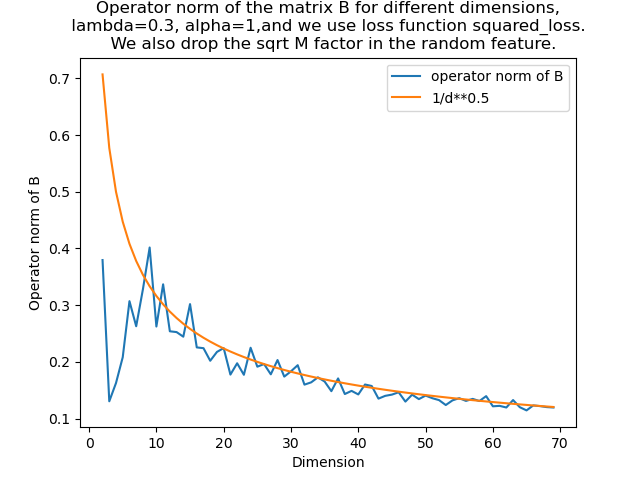 Operator norm of the matrix B for different dimensions,
lambda=0.3, alpha=1,and we use loss function squared_loss.
We also drop the sqrt M factor in the random feature.
operator norm of B
1/d**0.5
Operator norm of B
0.7
0.6
0.5
0.4
0.3
0.2
0.1
0 10 20 30 40 50 60 70
Dimension